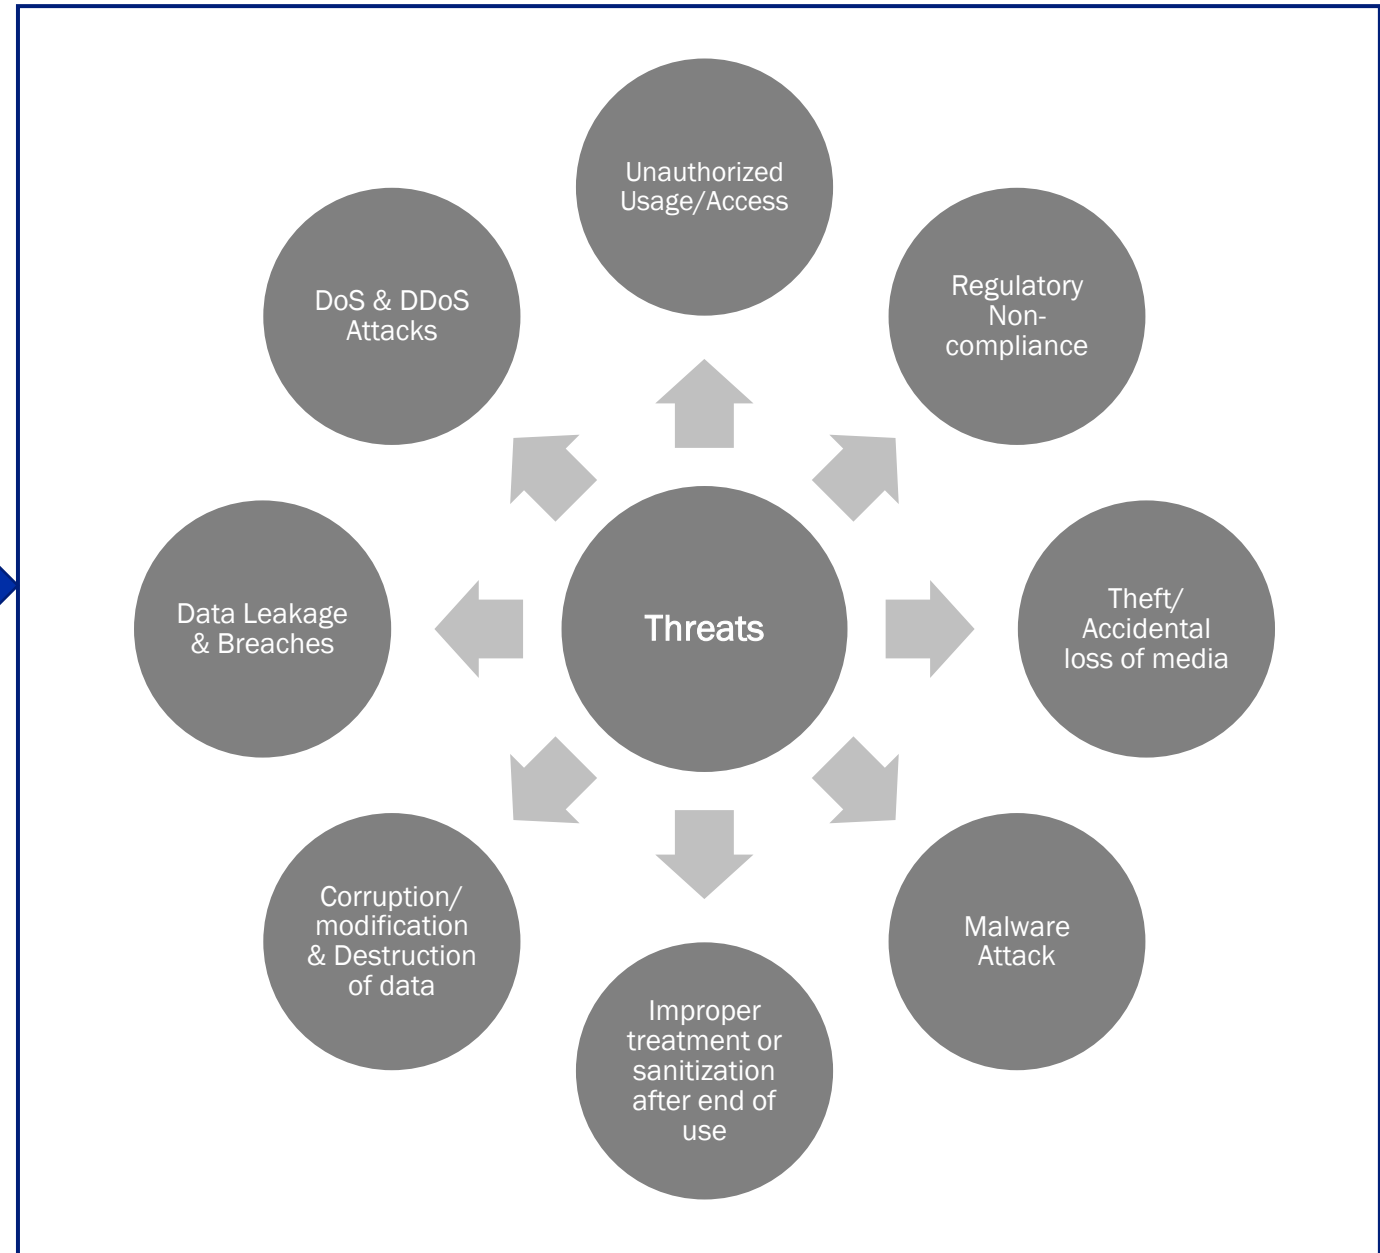 Unauthorized
Usage/Access
DoS & DDoS
Attacks
Regulatory
Non-
compliance
Data Leakage
& Breaches
Threats
Theft/
Accidental
loss of media
Corruption/
modification
& Destruction
of data
Malware
Attack
Improper
treatment or
sanitization
after end of
use